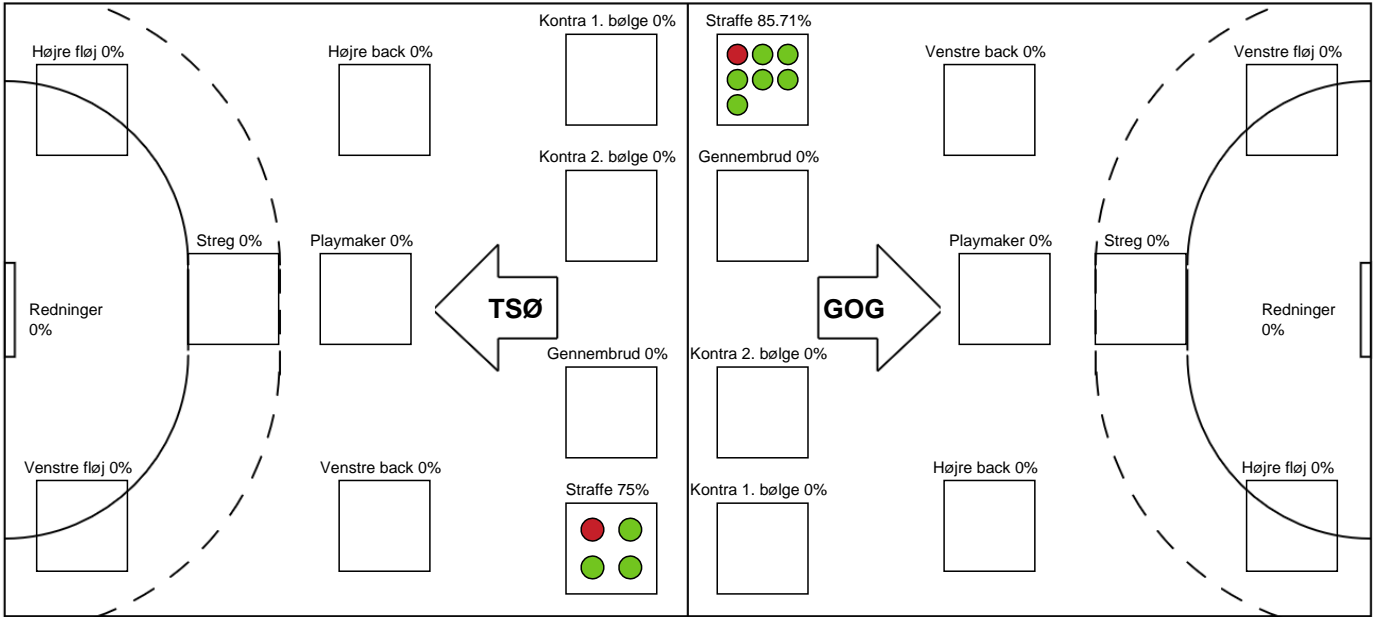 Kontra 1. bølge 0%
Straffe 85.71%
Højre fløj 0%
Højre back 0%
Venstre back 0%
Venstre fløj 0%
Kontra 2. bølge 0%
Gennembrud 0%
Streg 0%
Playmaker 0%
Playmaker 0%
Streg 0%
Redninger
0%
TSØ
GOG
Redninger
0%
Gennembrud 0%
Kontra 2. bølge 0%
Venstre fløj 0%
Venstre back 0%
Højre back 0%
Højre fløj 0%
Straffe 75%
Kontra 1. bølge 0%